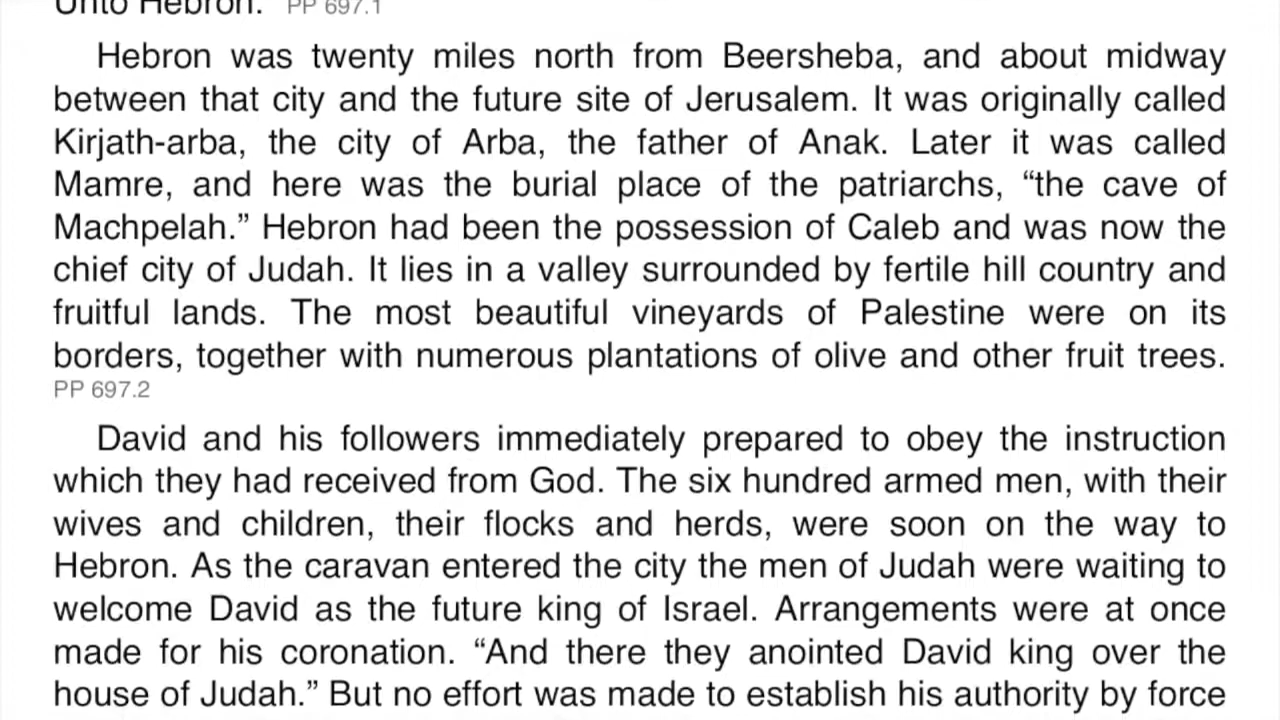 Unto Hebron. PP 697.1
Hebron was twenty miles north from Beersheba, and about midway
between that city and the future site of Jerusalem. It was originally called
Kirjath-arba, the city of Arba, the father of Anak. Later it was called
Mamre, and here was the burial place of the patriarchs, “the cave of
Machpelah.” Hebron had been the possession of Caleb and was now the
chief city of Judah. It lies in a valley surrounded by fertile hill country and
fruitful lands. The most beautiful vineyards of Palestine were on its
borders, together with numerous plantations of olive and other fruit trees.
PP 697.2
David and his followers immediately prepared to obey the instruction
which they had received from God. The six hundred armed men, with their
wives and children, their flocks and herds, were soon on the way to
Hebron. As the caravan entered the city the men of Judah were waiting to
welcome David as the future king of Israel. Arrangements were at once
made for his coronation. “And there they anointed David king over the
house of Judah.” But no effort was made to establish his authority by force